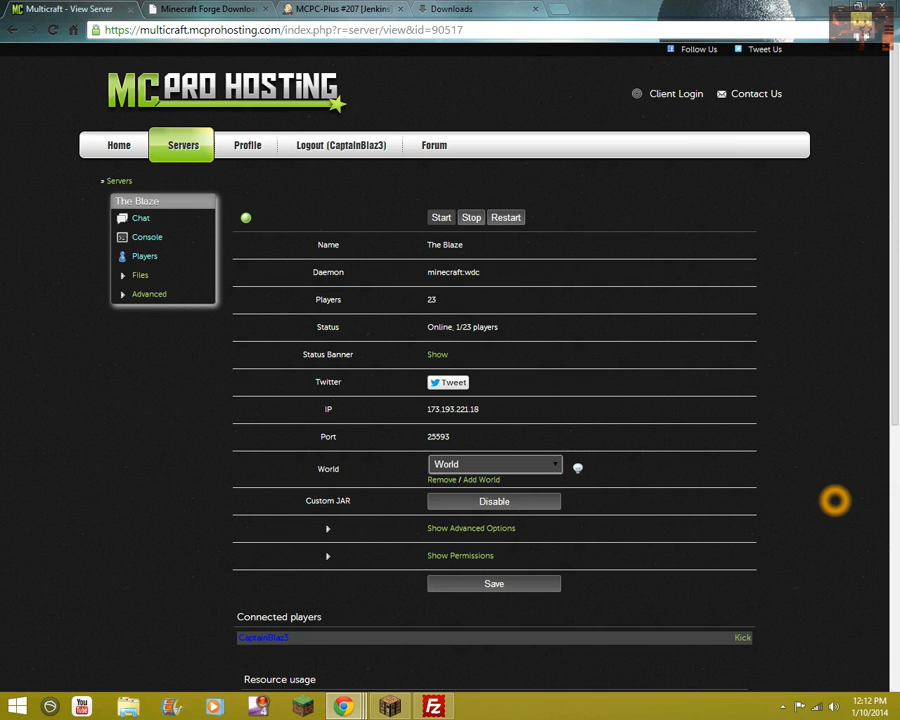 Multicraft - View Server
Minecraft Forge Downloa
MCPC-Plus #207 [Jenkins]
Downloads
https://multicraft.mcprohosting.com/index.php?r=server/view&id=90517
Follow Us
Tweet Us
MC PRO HOSTING
Client Login
Contact Us
Home
Servers
Profile
Logout (CaptainBlaz3)
Forum
» Servers
The Blaze
Chat
Console
Players
Files
Advanced
Start
Stop
Restart
Name
The Blaze
Daemon
minecraft:wdc
Players
23
Status
Online, 1/23 players
Status Banner
Show
Twitter
Tweet
IP
173.193.221.18
Port
25593
World
World
Remove / Add World
Custom JAR
Disable
Show Advanced Options
Show Permissions
Save
Connected players
CaptainBlaz3
Kick
Resource usage
You
Tube
4
Fz
12:12 PM
1/10/2014